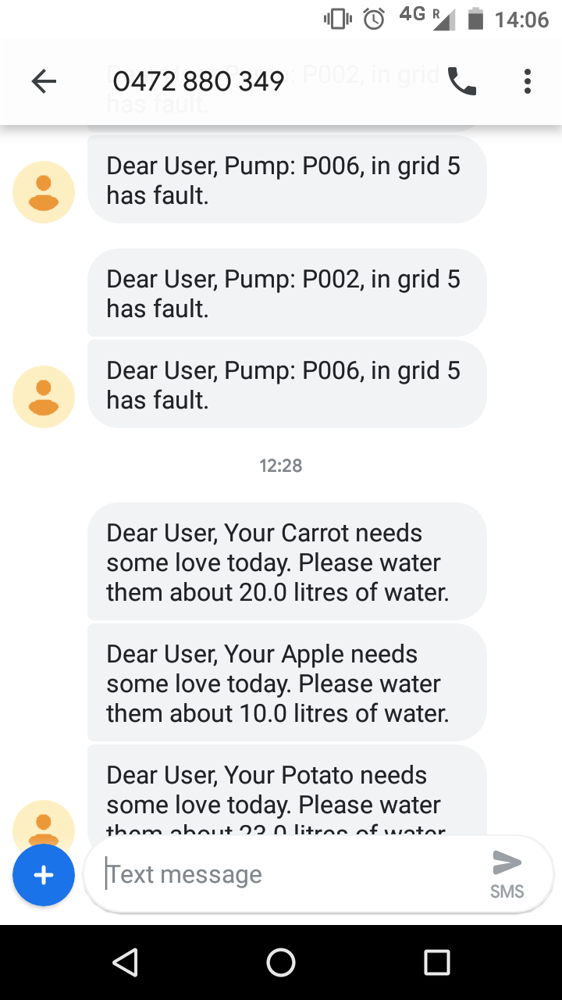 4G R 14:06
Dear User, Pump: P002, in grid
0472 880 349
has fault.
Dear User, Pump: P006, in grid 5
has fault.
Dear User, Pump: P002, in grid 5
has fault.
Dear User, Pump: P006, in grid 5
has fault.
12:28
Dear User, Your Carrot needs
some love today. Please water
them about 20.0 litres of water.
Dear User, Your Apple needs
some love today. Please water
them about 10.0 litres of water.
Dear User, Your Potato needs
some love today. Please water
them about 23.0 litres of water.
Text message
SMS